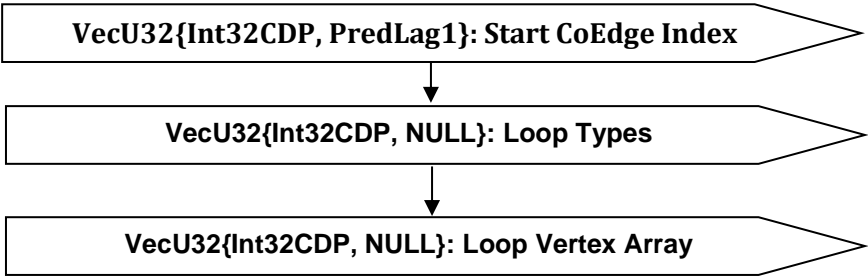 VecU32{Int32CDP, PredLag1}: Start CoEdge Index
VecU32{Int32CDP, NULL}: Loop Types
VecU32{Int32CDP, NULL}: Loop Vertex Array